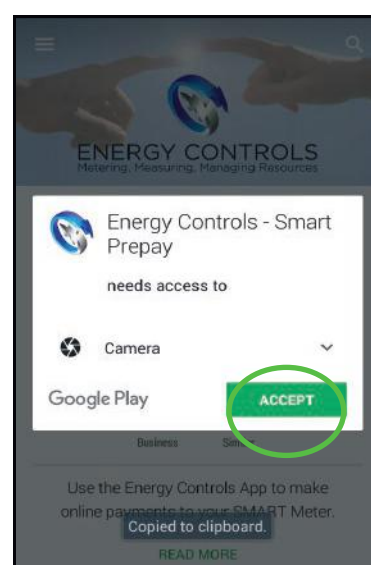 ENERGY CONTROLS
Metering, Measuring, Managing Resources
Energy Controls - Smart
Prepay
needs access to
Camera
Google Play
ACCEPT
Business
Use the Energy Controls App to make
online payments to your SMART Meter.
Copied to clipboard.
READ MORE